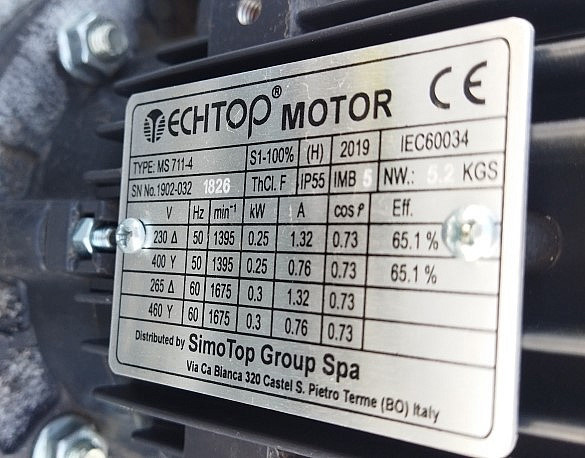 TECHTOP® MOTOR CE
TYPE: MS 711-4 S1-100% (H) 2019 IEC60034
SN No.1902-032 1826 ThCl. F IP55 IMB 5 NW.: 5.2 KGS
V Hz min⁻¹ kW A cos ρ Eff.
230 Δ 50 1395 0.25 1.32 0.73 65.1 %
400 Y 50 1395 0.25 0.76 0.73 65.1 %
265 Δ 60 1675 0.3 1.32 0.73
460 Y 60 1675 0.3 0.76 0.73
Distributed by SimoTop Group Spa
Via Ca Bianca 320 Castel S. Pietro Terme (BO) Italy